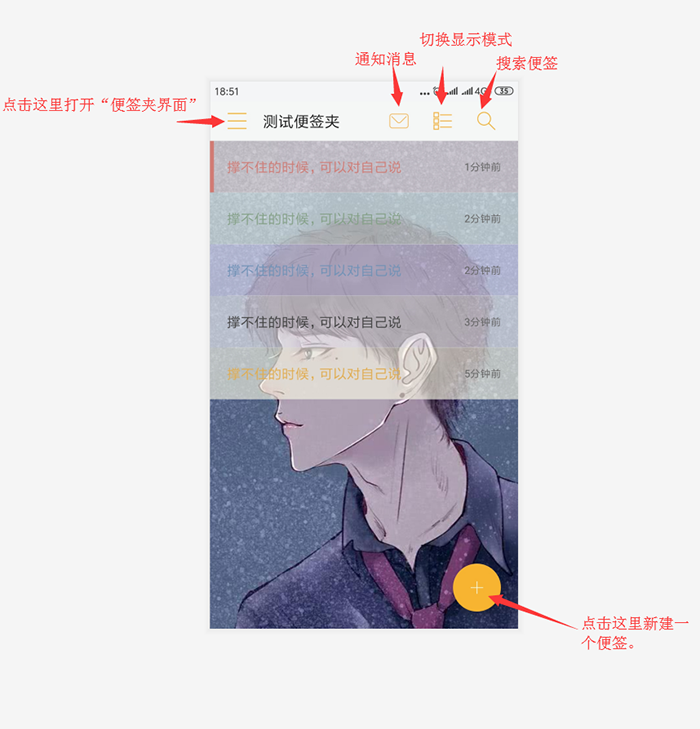 切换显示模式
通知消息
搜索便签
点击这里打开“便签夹界面”
18:51
4G
35
测试便签夹
撑不住的时候，可以对自己说
1分钟前
撑不住的时候，可以对自己说
2分钟前
撑不住的时候，可以对自己说
2分钟前
撑不住的时候，可以对自己说
3分钟前
撑不住的时候，可以对自己说
5分钟前
点击这里新建一
个便签。